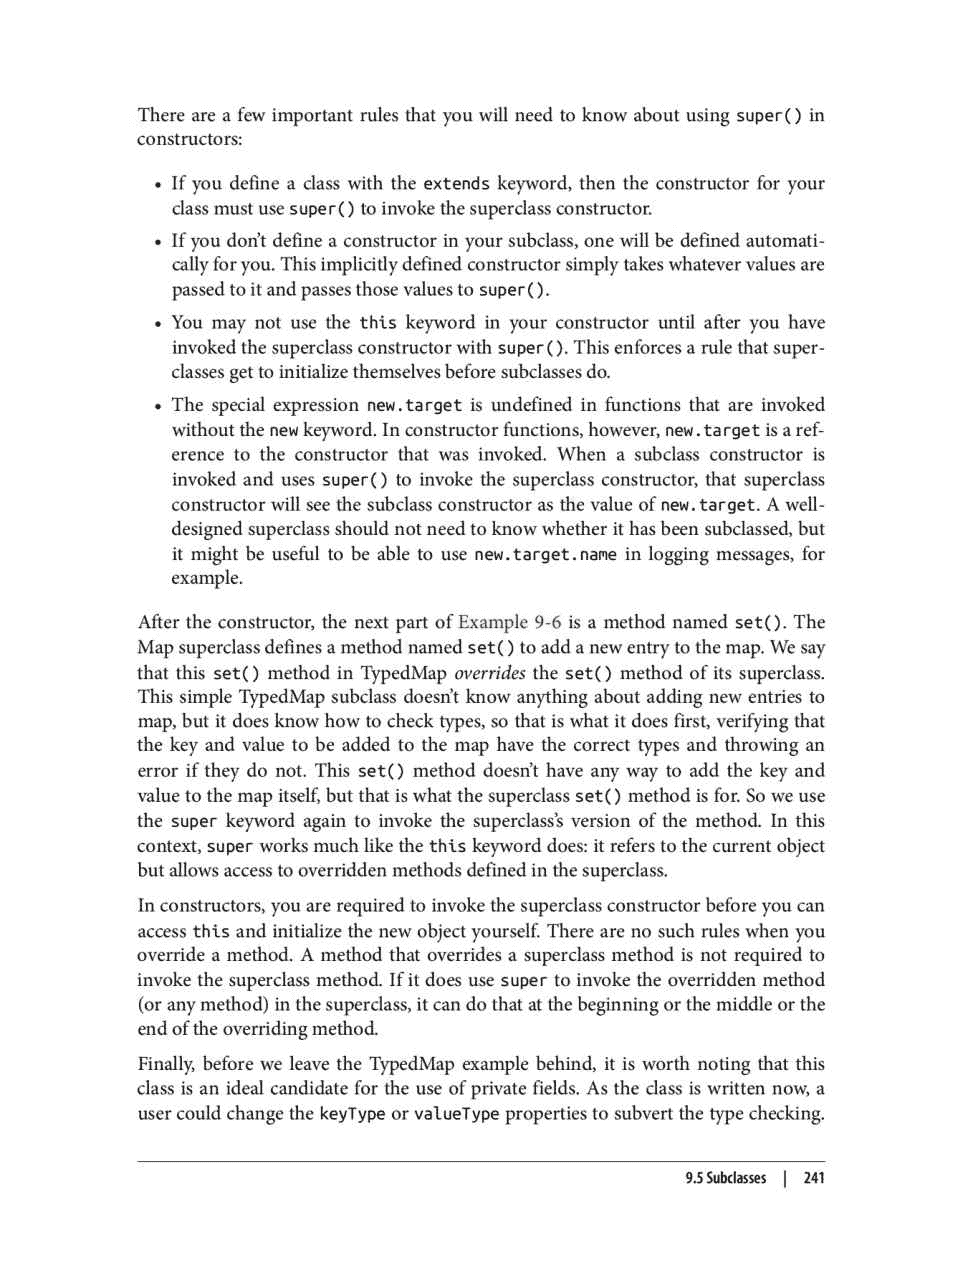 There are a few important rules that you will need to know about using super() in
constructors:
• If you define a class with the extends keyword, then the constructor for your
class must use super() to invoke the superclass constructor.
• If you don’t define a constructor in your subclass, one will be defined automati-
cally for you. This implicitly defined constructor simply takes whatever values are
passed to it and passes those values to super().
• You may not use the this keyword in your constructor until after you have
invoked the superclass constructor with super(). This enforces a rule that super-
classes get to initialize themselves before subclasses do.
• The special expression new.target is undefined in functions that are invoked
without the new keyword. In constructor functions, however, new.target is a ref-
erence to the constructor that was invoked. When a subclass constructor is
invoked and uses super() to invoke the superclass constructor, that superclass
constructor will see the subclass constructor as the value of new.target. A well-
designed superclass should not need to know whether it has been subclassed, but
it might be useful to be able to use new.target.name in logging messages, for
example.
After the constructor, the next part of Example 9-6 is a method named set(). The
Map superclass defines a method named set() to add a new entry to the map. We say
that this set() method in TypedMap overrides the set() method of its superclass.
This simple TypedMap subclass doesn’t know anything about adding new entries to
map, but it does know how to check types, so that is what it does first, verifying that
the key and value to be added to the map have the correct types and throwing an
error if they do not. This set() method doesn’t have any way to add the key and
value to the map itself, but that is what the superclass set() method is for. So we use
the super keyword again to invoke the superclass’s version of the method. In this
context, super works much like the this keyword does: it refers to the current object
but allows access to overridden methods defined in the superclass.
In constructors, you are required to invoke the superclass constructor before you can
access this and initialize the new object yourself. There are no such rules when you
override a method. A method that overrides a superclass method is not required to
invoke the superclass method. If it does use super to invoke the overridden method
(or any method) in the superclass, it can do that at the beginning or the middle or the
end of the overriding method.
Finally, before we leave the TypedMap example behind, it is worth noting that this
class is an ideal candidate for the use of private fields. As the class is written now, a
user could change the keyType or valueType properties to subvert the type checking.
9.5 Subclasses | 241